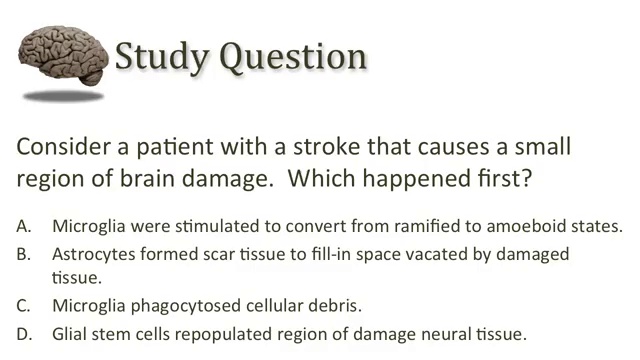 Study Question
Consider a patient with a stroke that causes a small
region of brain damage.  Which happened first?
A. Microglia were stimulated to convert from ramified to amoeboid states.
B. Astrocytes formed scar tissue to fill-in space vacated by damaged
tissue.
C. Microglia phagocytosed cellular debris.
D. Glial stem cells repopulated region of damage neural tissue.